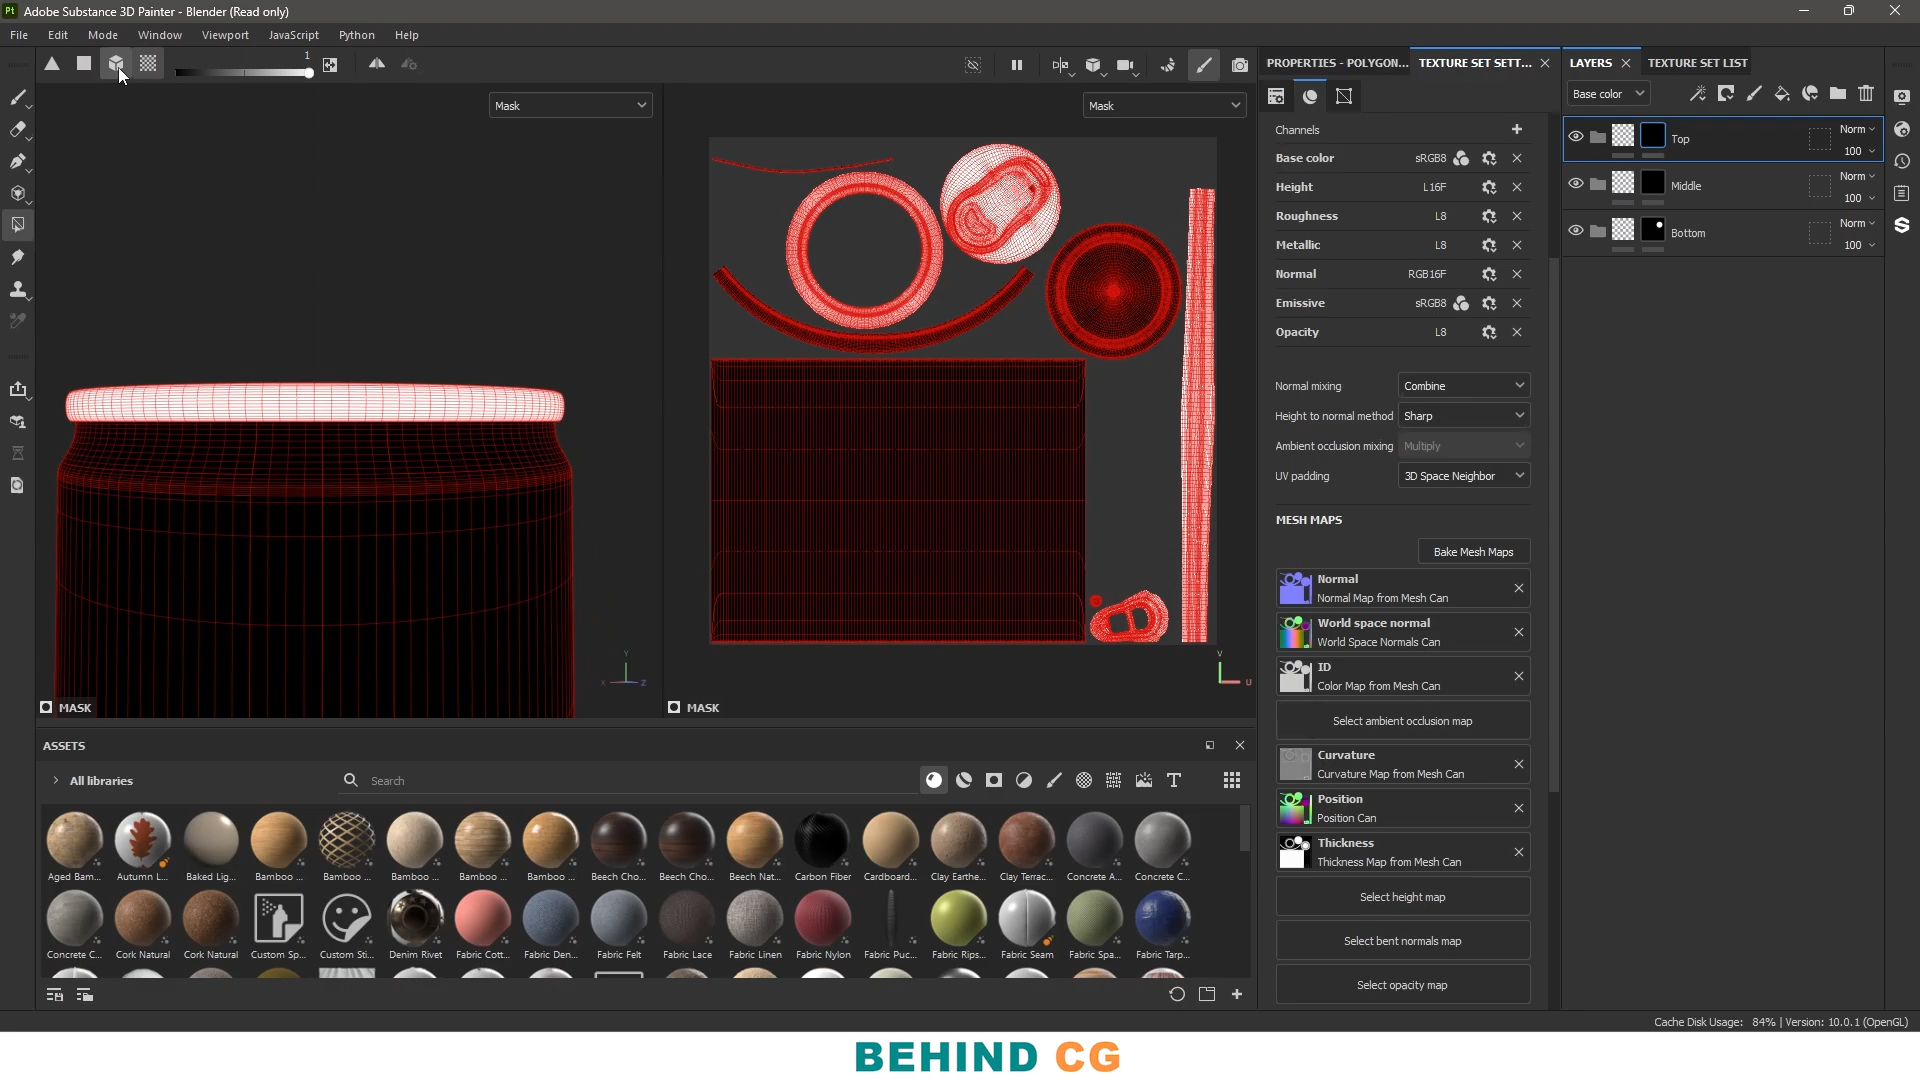 Pt Adobe Substance 3D Painter - Blender (Read only)
File Edit Mode Window Viewport JavaScript Python Help
1
PROPERTIES - POLYGON... TEXTURE SET SETT... LAYERS TEXTURE SET LIST
Mask
Mask
Base color
Channels
Base color sRGB8
Height L16F
Roughness L8
Metallic L8
Normal RGB16F
Emissive sRGB8
Opacity L8
Top Norm 100
Middle Norm 100
Bottom Norm 100
Normal mixing Combine
Height to normal method Sharp
Ambient occlusion mixing Multiply
UV padding 3D Space Neighbor
MESH MAPS
Bake Mesh Maps
Normal
Normal Map from Mesh Can
World space normal
World Space Normals Can
ID
Color Map from Mesh Can
Select ambient occlusion map
Curvature
Curvature Map from Mesh Can
Position
Position Can
Thickness
Thickness Map from Mesh Can
Select height map
Select bent normals map
Select opacity map
Y X Z
V U
MASK
MASK
ASSETS
All libraries
Search
Aged Bam... Autumn L... Baked Lig... Bamboo ... Bamboo ... Bamboo ... Bamboo ... Bamboo ... Beech Cho... Beech Cho... Beech Nat... Carbon Fiber Cardboard... Clay Earthe... Clay Terrac... Concrete A... Concrete C...
Concrete C... Cork Natural Cork Natural Custom Sp... Custom Sti... Denim Rivet Fabric Cott... Fabric Den... Fabric Felt Fabric Lace Fabric Linen Fabric Nylon Fabric Puc... Fabric Rips... Fabric Seam Fabric Spa... Fabric Tarp...
Cache Disk Usage: 84% | Version: 10.0.1 (OpenGL)
BEHIND CG